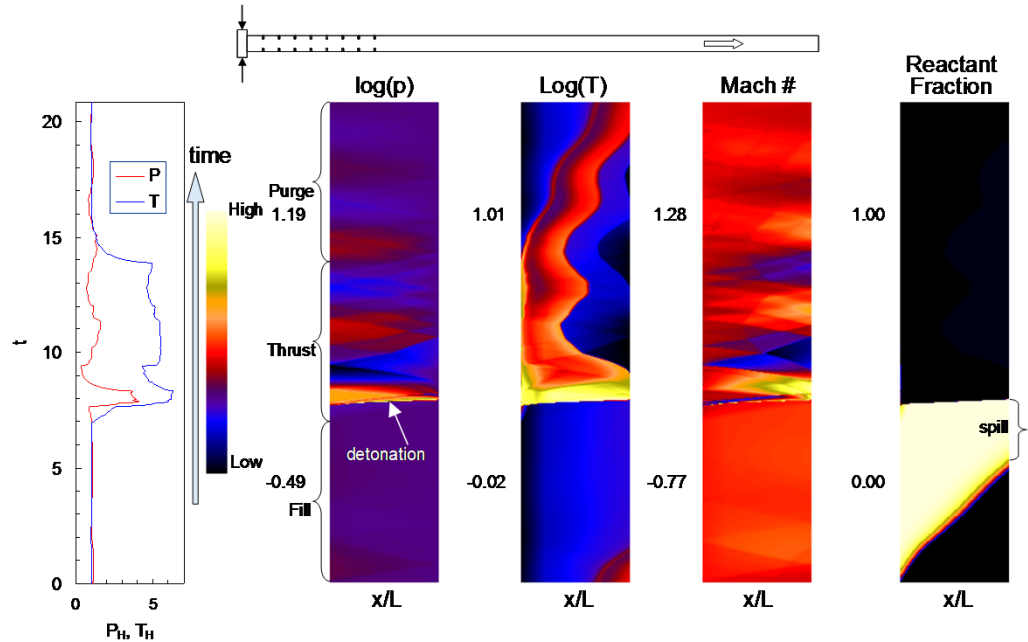 log(p)
Log(T)
Mach #
Reactant
Fraction
20
15
10
5
0
t
P
T
0
5
P_H, T_H
time
High
Low
Purge
Thrust
Fill
1.19
-0.49
detonation
1.01
-0.02
1.28
-0.77
1.00
0.00
spill
x/L
x/L
x/L
x/L